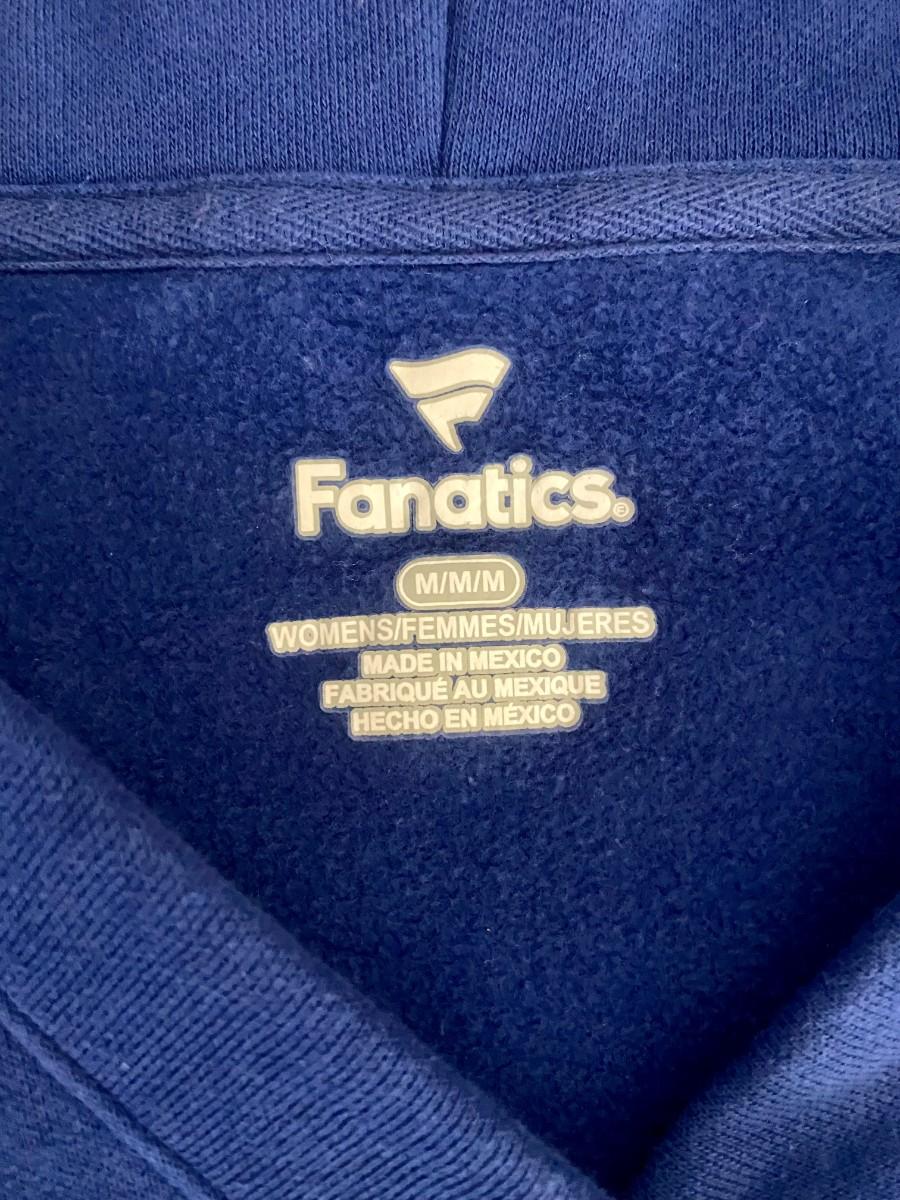 Fanatics.
M/M/M
WOMENS/FEMMES/MUJERES
MADE IN MEXICO
FABRIQUÉ AU MEXIQUE
HECHO EN MÉXICO